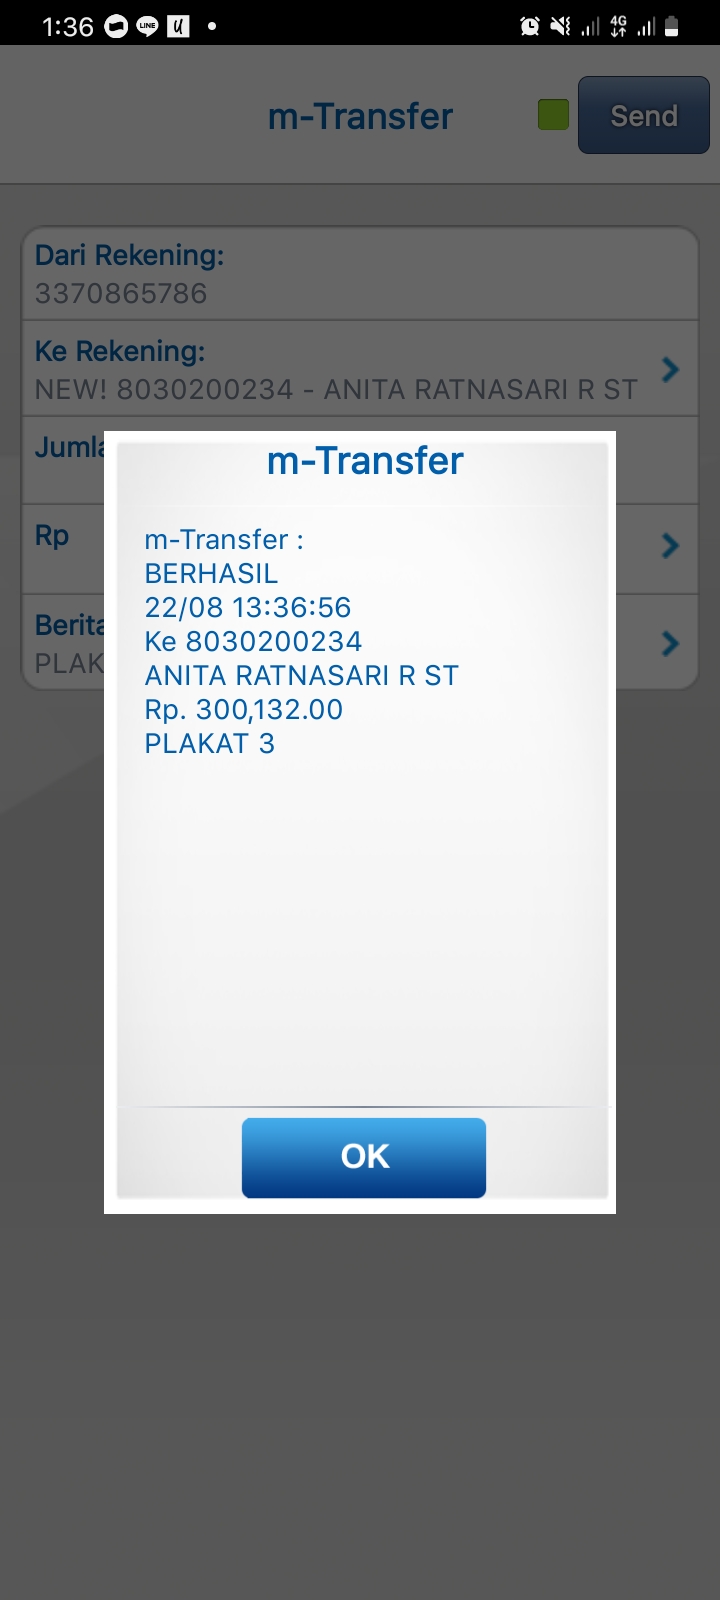 1:36
LINE
4G
m-Transfer
Send
Dari Rekening:
3370865786
Ke Rekening:
NEW! 8030200234 - ANITA RATNASARI R ST
Jumla
Rp
Berita
PLAK
m-Transfer
m-Transfer :
BERHASIL
22/08 13:36:56
Ke 8030200234
ANITA RATNASARI R ST
Rp. 300,132.00
PLAKAT 3
OK